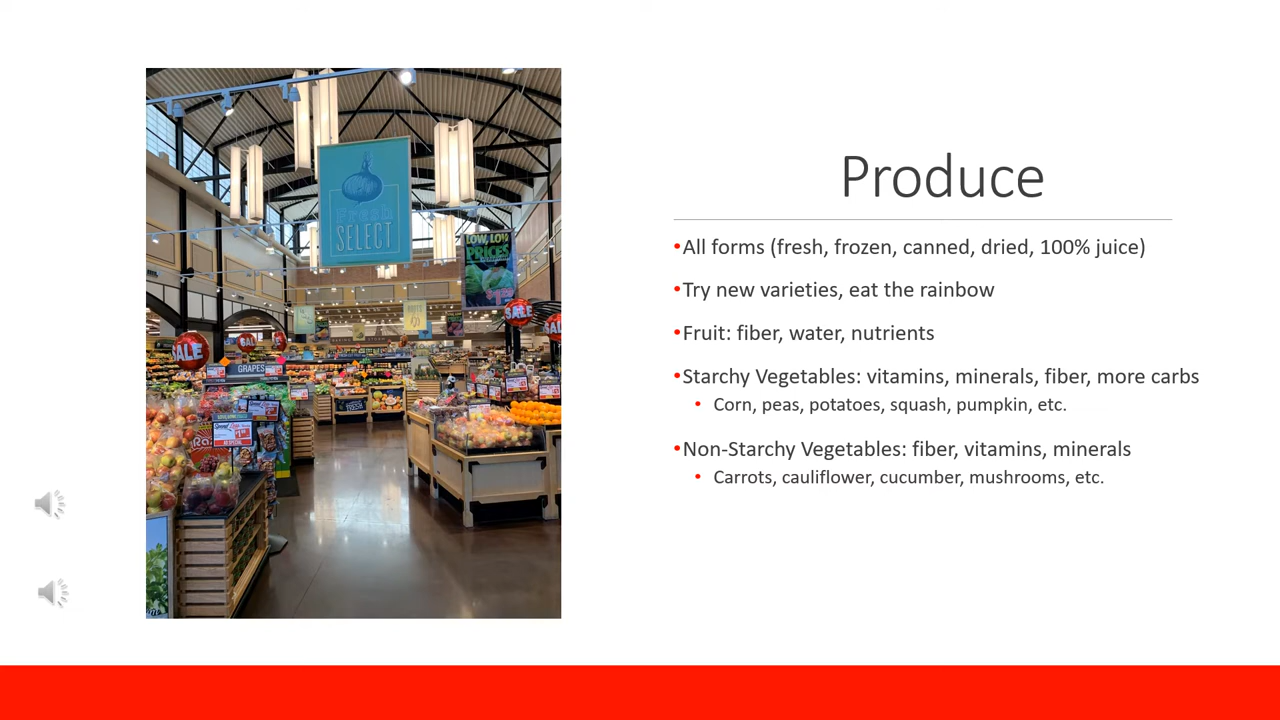 Fresh
SELECT
LOW, LOW
PRICES
SALE
SALE
SALE
GRAPES
Produce
•All forms (fresh, frozen, canned, dried, 100% juice)
•Try new varieties, eat the rainbow
•Fruit: fiber, water, nutrients
•Starchy Vegetables: vitamins, minerals, fiber, more carbs
• Corn, peas, potatoes, squash, pumpkin, etc.
•Non-Starchy Vegetables: fiber, vitamins, minerals
• Carrots, cauliflower, cucumber, mushrooms, etc.